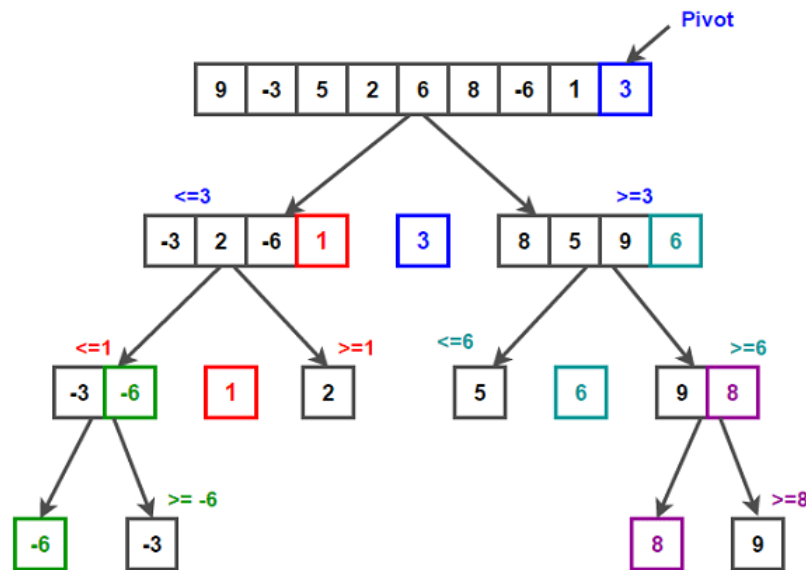 Pivot
9 -3 5 2 6 8 -6 1 3
<=3 >=3
-3 2 -6 1 3 8 5 9 6
<=1 >=1 <=6 >=6
-3 -6 1 2 5 6 9 8
>= -6 >=8
-6 -3 8 9